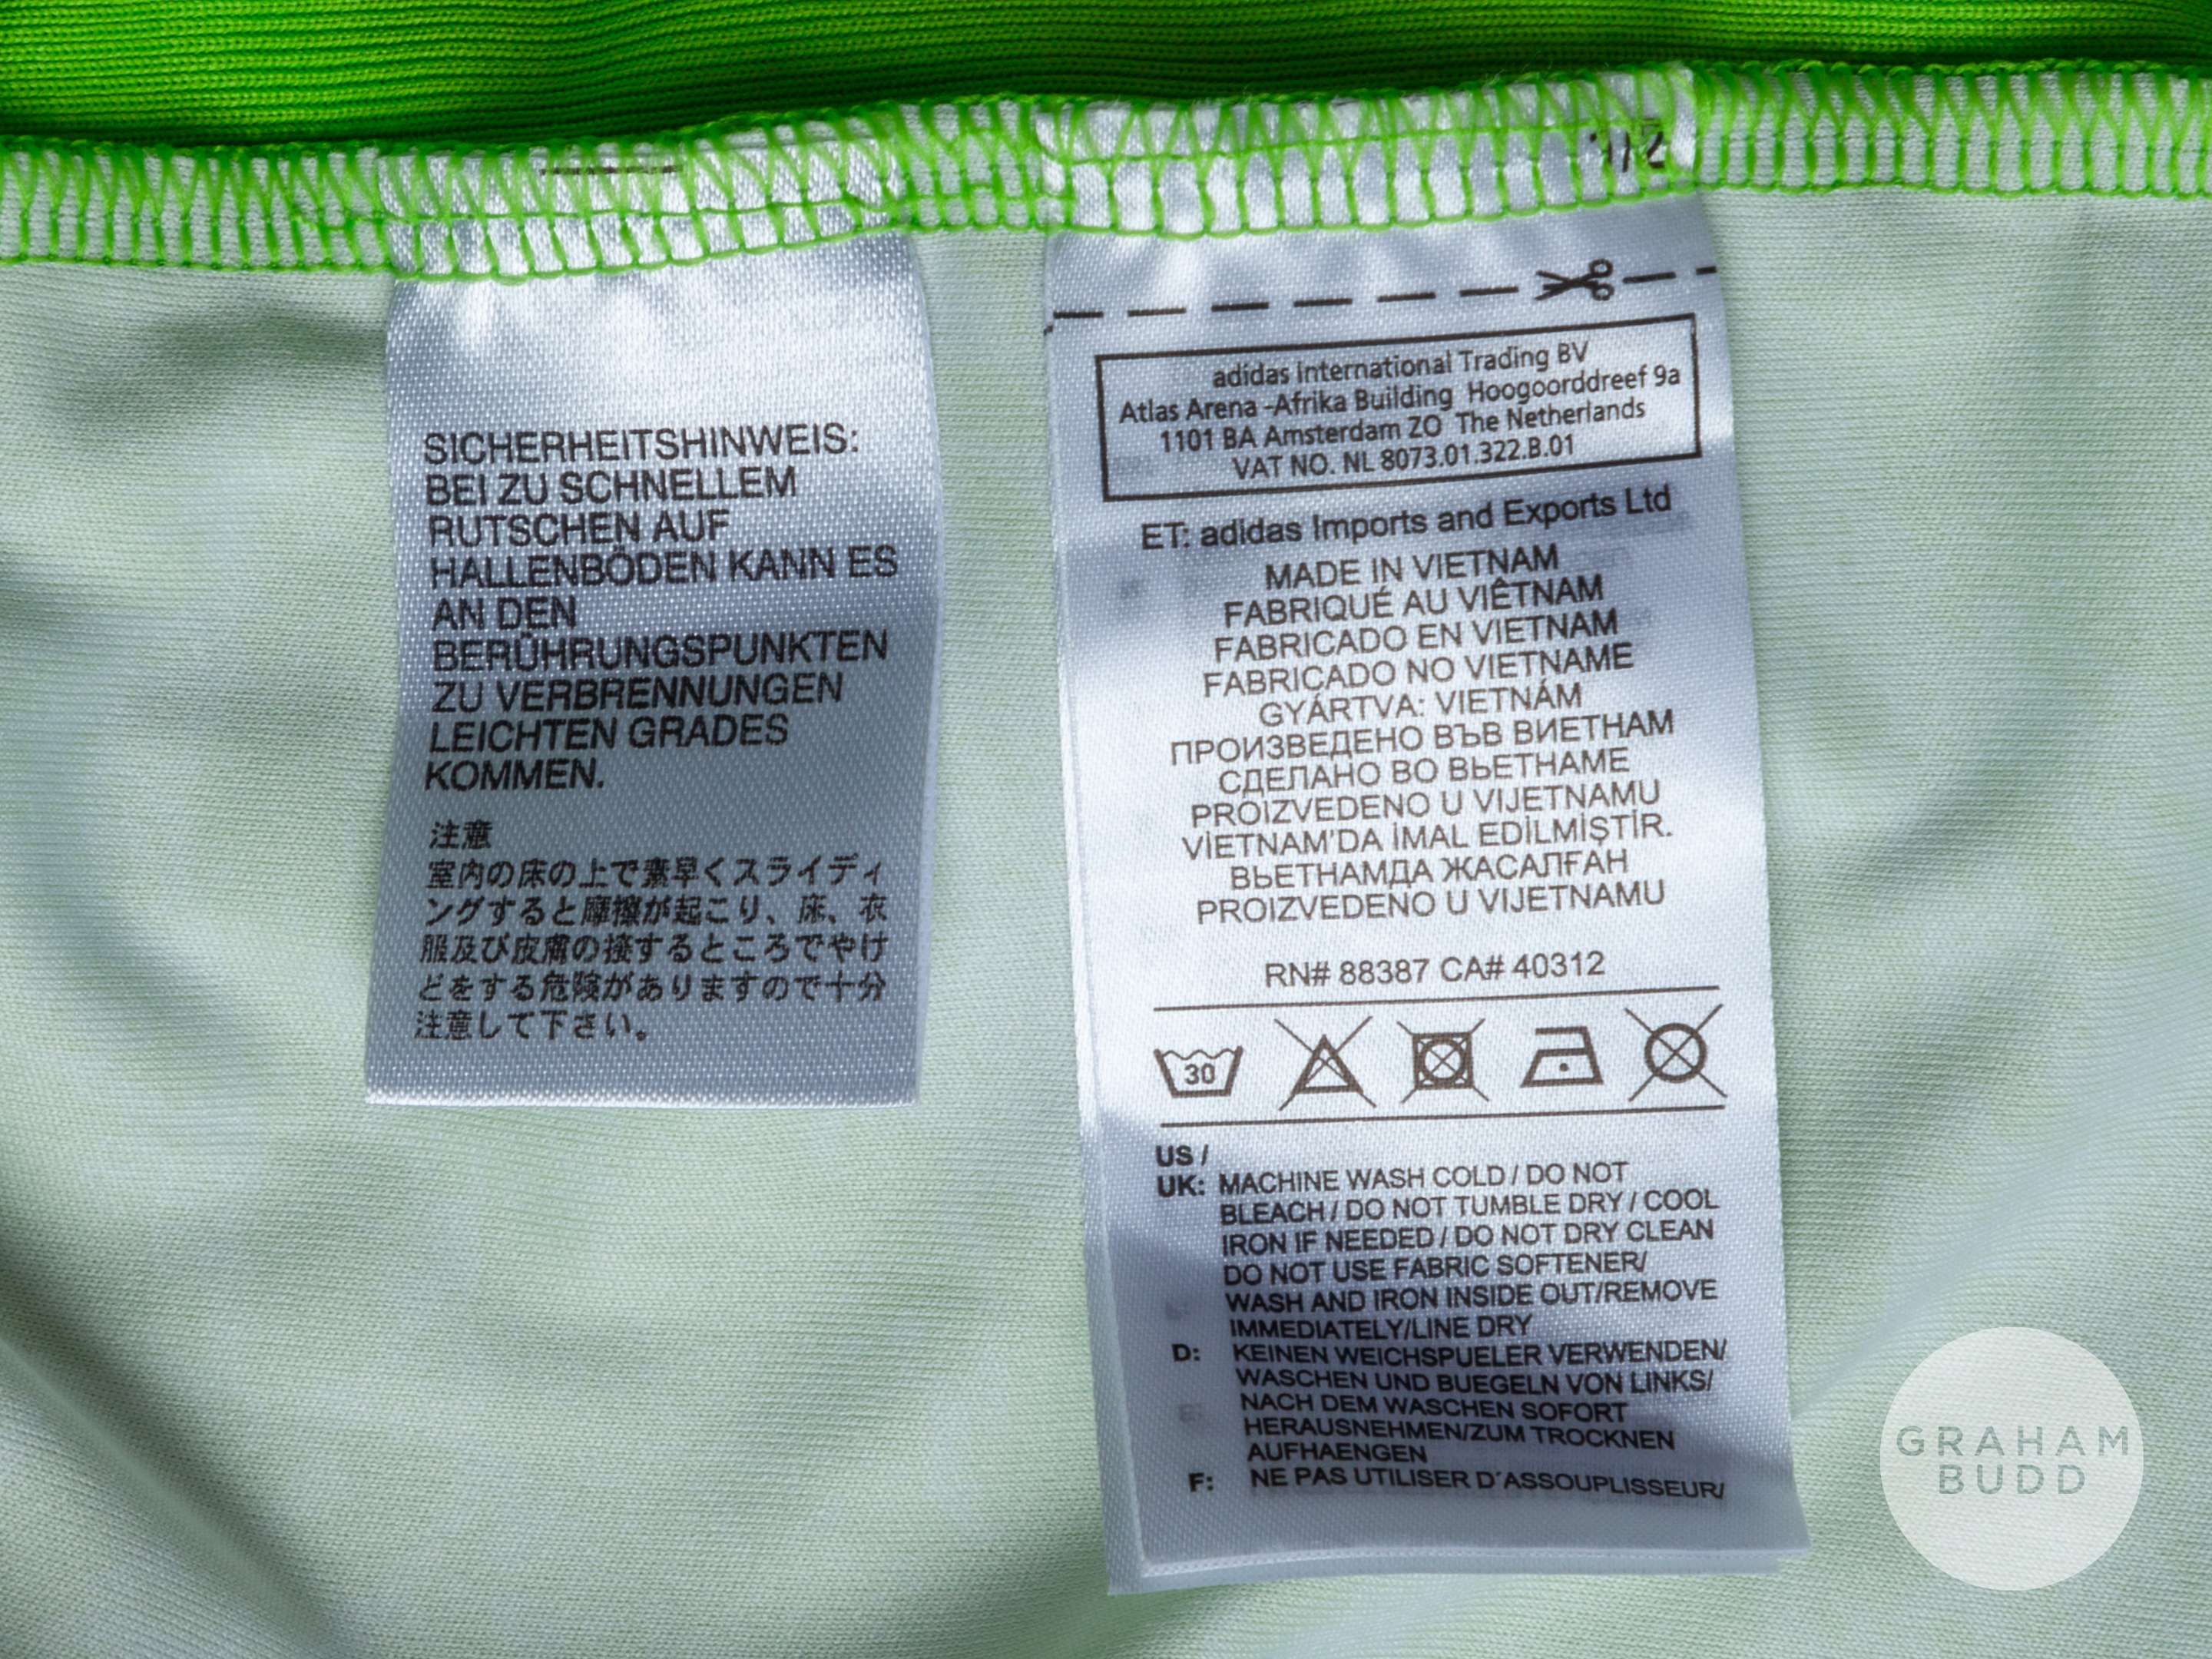 SICHERHEITSHINWEIS:
BEI ZU SCHNELLEM
RUTSCHEN AUF
HALLENBÖDEN KANN ES
AN DEN
BERÜHRUNGSPUNKTEN
ZU VERBRENNUNGEN
LEICHTEN GRADES
KOMMEN.
注意
室内の床の上で素早くスライディ
ングすると摩擦が起こり、床、衣
服及び皮膚の接するところでやけ
どをする危険がありますので十分
注意して下さい。
adidas International Trading BV
Atlas Arena -Afrika Building Hoogoorddreef 9a
1101 BA Amsterdam ZO The Netherlands
VAT NO. NL 8073.01.322.B.01
ET: adidas Imports and Exports Ltd
MADE IN VIETNAM
FABRIQUÉ AU VIÊTNAM
FABRICADO EN VIETNAM
FABRICADO NO VIETNAME
GYÁRTVA: VIETNÁM
ПРОИЗВЕДЕНО ВЪВ ВИЕТНАМ
СДЕЛАНО ВО ВЬЕТНАМЕ
PROIZVEDENO U VIJETNAMU
VİETNAM'DA İMAL EDİLMİŞTİR.
ВЬЕТНАМДА ЖАСАЛҒАН
PROIZVEDENO U VIJETNAMU
RN# 88387 CA# 40312
30
US /
UK: MACHINE WASH COLD / DO NOT
BLEACH / DO NOT TUMBLE DRY / COOL
IRON IF NEEDED / DO NOT DRY CLEAN
DO NOT USE FABRIC SOFTENER/
WASH AND IRON INSIDE OUT/REMOVE
IMMEDIATELY/LINE DRY
D: KEINEN WEICHSPUELER VERWENDEN/
WASCHEN UND BUEGELN VON LINKS/
NACH DEM WASCHEN SOFORT
HERAUSNEHMEN/ZUM TROCKNEN
AUFHAENGEN
F: NE PAS UTILISER D'ASSOUPLISSEUR/
GRAHAM
BUDD